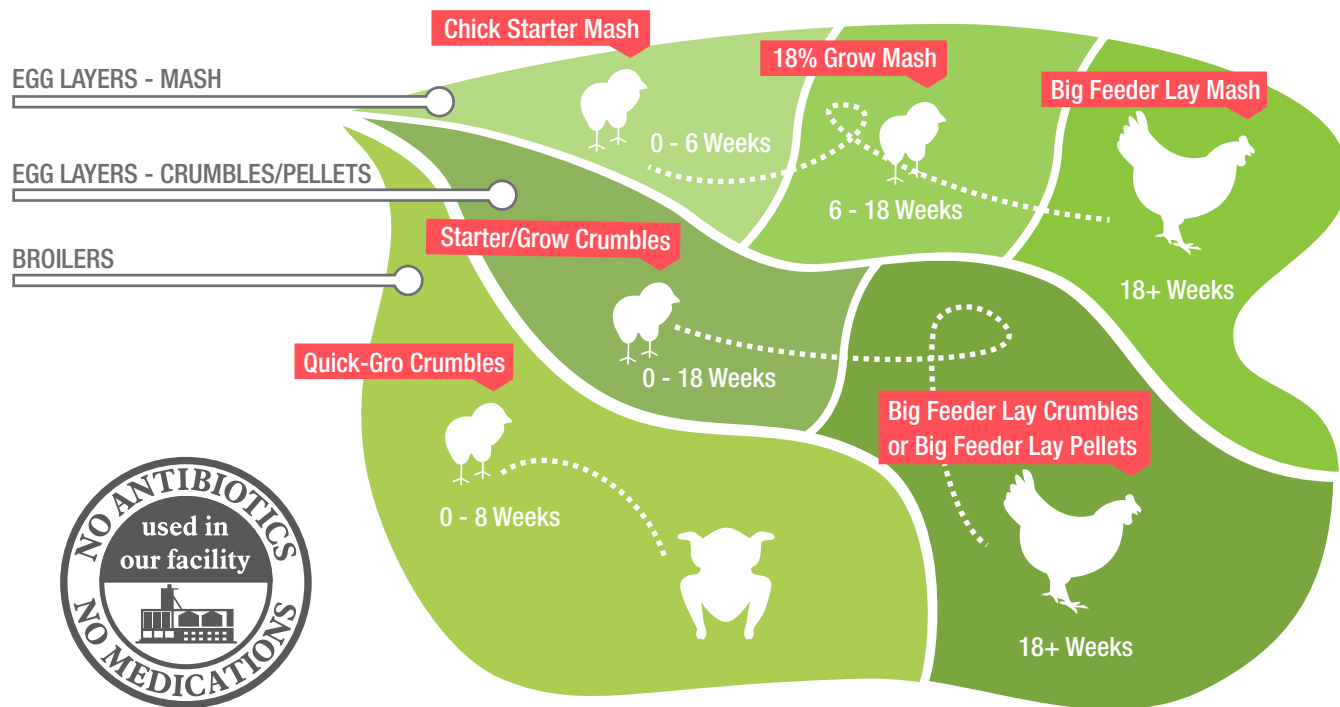 EGG LAYERS - MASH
Chick Starter Mash
0 - 6 Weeks
18% Grow Mash
6 - 18 Weeks
Big Feeder Lay Mash
18+ Weeks
EGG LAYERS - CRUMBLES/PELLETS
Starter/Grow Crumbles
0 - 18 Weeks
Big Feeder Lay Crumbles
or Big Feeder Lay Pellets
18+ Weeks
BROILERS
Quick-Gro Crumbles
0 - 8 Weeks
NO ANTIBIOTICS
used in
our facility
NO MEDICATIONS